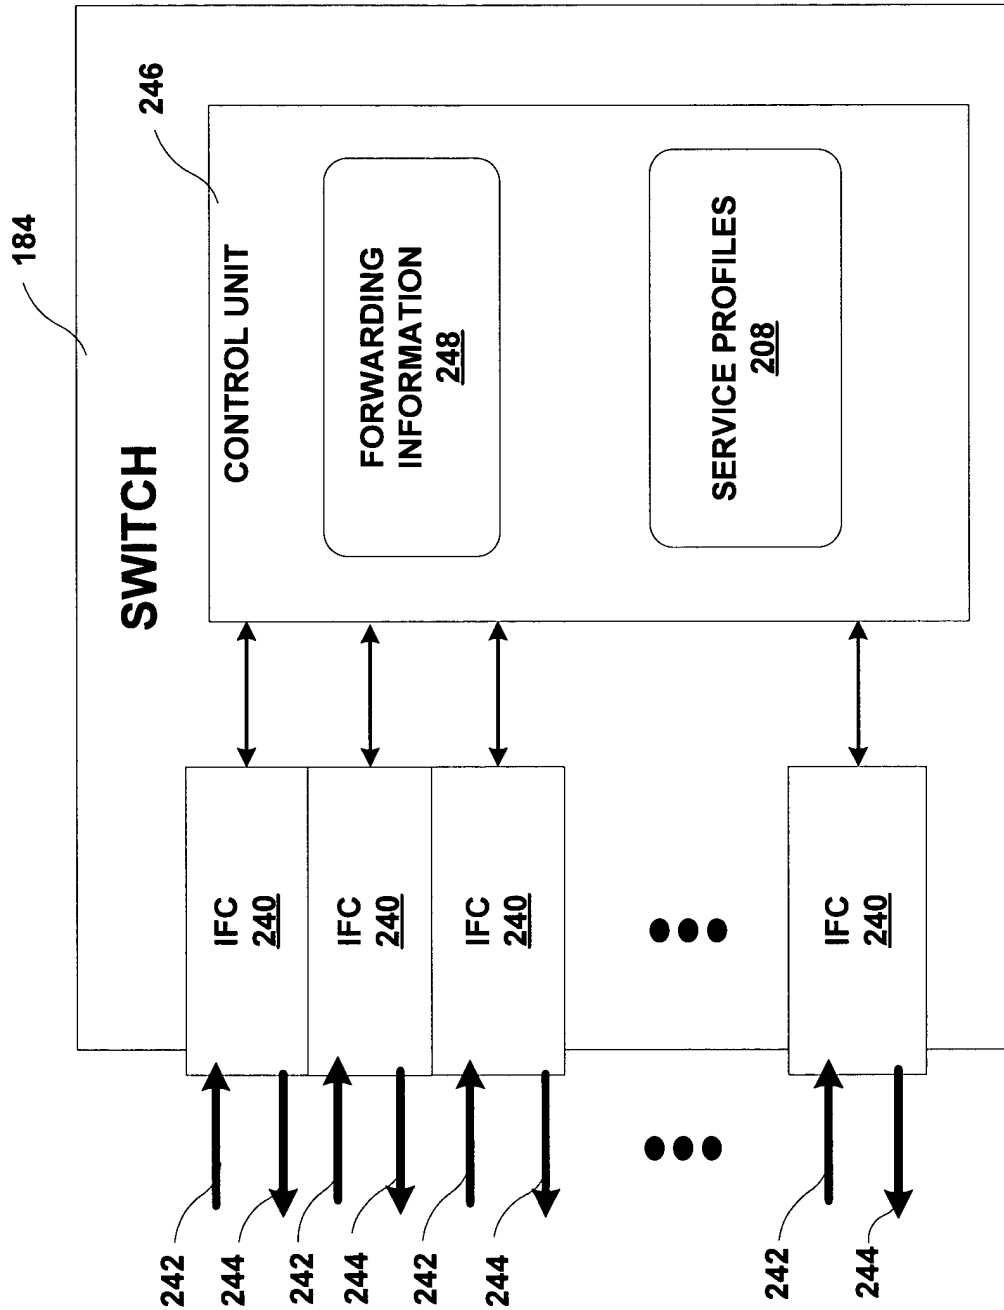 184
SWITCH
246
CONTROL UNIT
FORWARDING
INFORMATION
248
SERVICE PROFILES
208
IFC
240
IFC
240
IFC
240
IFC
240
242
244
242
244
242
244
242
244